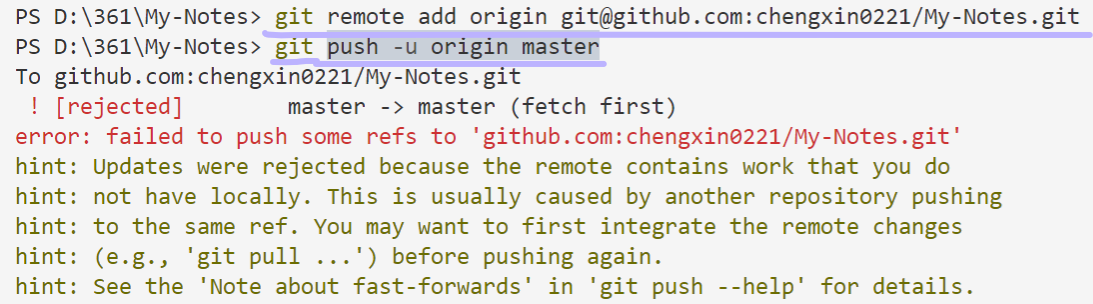 PS D:\361\My-Notes> git remote add origin git@github.com:chengxin0221/My-Notes.git
PS D:\361\My-Notes> git push -u origin master
To github.com:chengxin0221/My-Notes.git
 ! [rejected]        master -> master (fetch first)
error: failed to push some refs to 'github.com:chengxin0221/My-Notes.git'
hint: Updates were rejected because the remote contains work that you do
hint: not have locally. This is usually caused by another repository pushing
hint: to the same ref. You may want to first integrate the remote changes
hint: (e.g., 'git pull ...') before pushing again.
hint: See the 'Note about fast-forwards' in 'git push --help' for details.